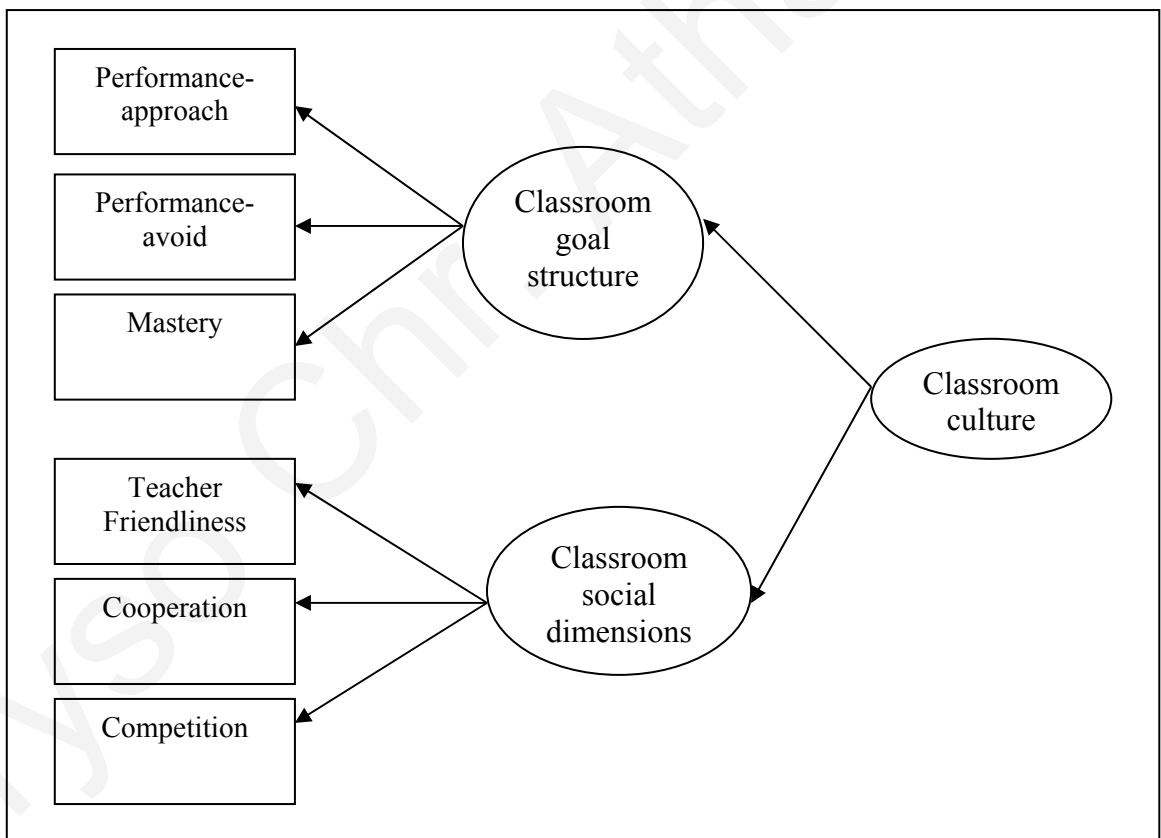 Performance-
approach
Performance-
avoid
Mastery
Classroom
goal
structure
Classroom
culture
Teacher
Friendliness
Cooperation
Competition
Classroom
social
dimensions